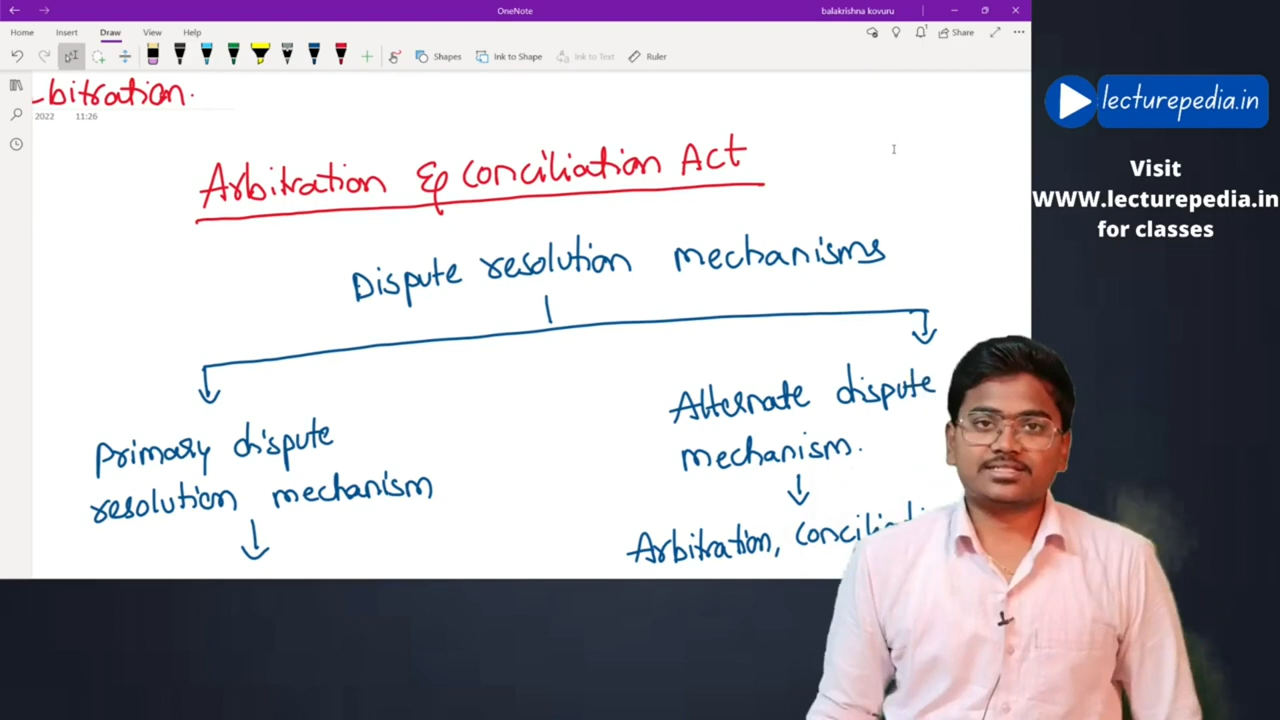 OneNote
balakrishna kovuru
Home Insert Draw View Help
Share
Shapes Ink to Shape Ink to Text Ruler
bitration.
2022 11:26
Arbitration & Conciliation Act
Dispute resolution mechanisms
Primary dispute
resolution mechanism
Alternate dispute
mechanism.
Arbitration, Conciliati
lecturepedia.in
Visit
WWW.lecturepedia.in
for classes